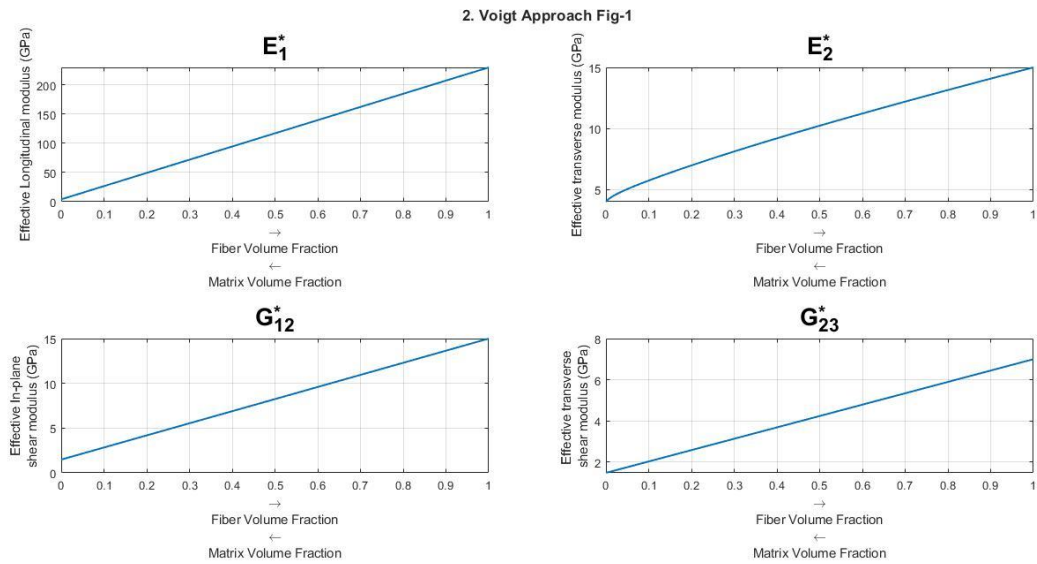 2. Voigt Approach Fig-1
E₁*
Effective Longitudinal modulus (GPa)
200
150
100
50
0
0 0.1 0.2 0.3 0.4 0.5 0.6 0.7 0.8 0.9 1
→
Fiber Volume Fraction
←
Matrix Volume Fraction
E₂*
Effective transverse modulus (GPa)
15
10
5
0 0.1 0.2 0.3 0.4 0.5 0.6 0.7 0.8 0.9 1
→
Fiber Volume Fraction
←
Matrix Volume Fraction
G₁₂*
Effective In-plane
shear modulus (GPa)
15
10
5
0
0 0.1 0.2 0.3 0.4 0.5 0.6 0.7 0.8 0.9 1
→
Fiber Volume Fraction
←
Matrix Volume Fraction
G₂₃*
Effective transverse
shear modulus (GPa)
8
6
4
2
0 0.1 0.2 0.3 0.4 0.5 0.6 0.7 0.8 0.9 1
→
Fiber Volume Fraction
←
Matrix Volume Fraction